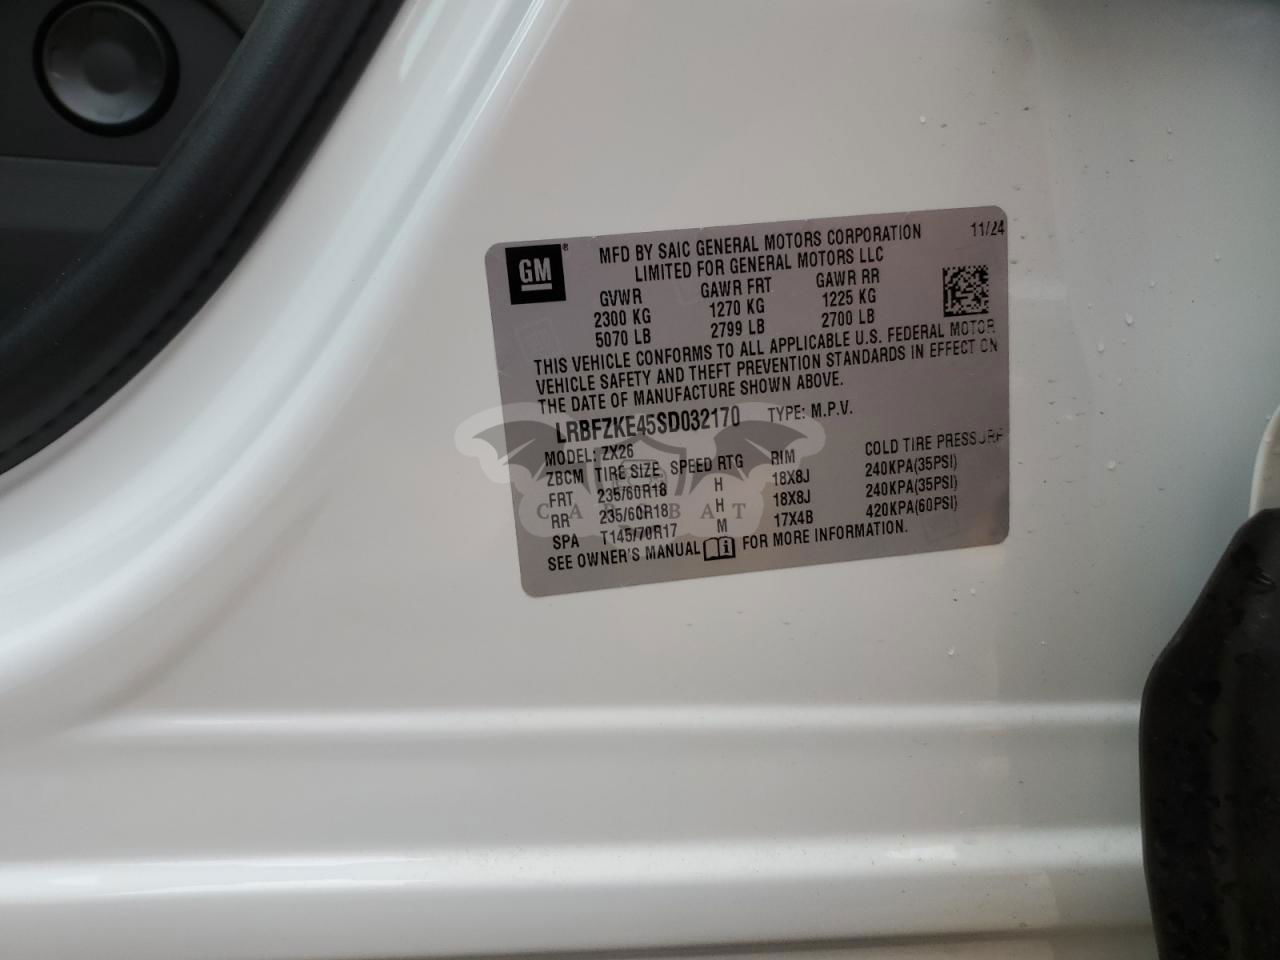 GM®
MFD BY SAIC GENERAL MOTORS CORPORATION 11/24
LIMITED FOR GENERAL MOTORS LLC
GVWR GAWR FRT GAWR RR
2300 KG 1270 KG 1225 KG
5070 LB 2799 LB 2700 LB
THIS VEHICLE CONFORMS TO ALL APPLICABLE U.S. FEDERAL MOTOR
VEHICLE SAFETY AND THEFT PREVENTION STANDARDS IN EFFECT ON
THE DATE OF MANUFACTURE SHOWN ABOVE.
LRBFZKE45SD032170 TYPE: M.P.V.
MODEL: ZX26
ZBCM TIRE SIZE SPEED RTG RIM COLD TIRE PRESSURE
FRT 235/60R18 H 18X8J 240KPA(35PSI)
RR 235/60R18 H 18X8J 240KPA(35PSI)
SPA T145/70R17 M 17X4B 420KPA(60PSI)
SEE OWNER'S MANUAL FOR MORE INFORMATION.
CAR BAT